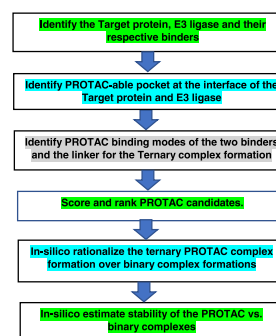 Identify the Target protein, E3 ligase and their
respective binders
Identify PROTAC-able pocket at the interface of the
Target protein and E3 ligase
Identify PROTAC binding modes of the two binders
and the linker for the Ternary complex formation
Score and rank PROTAC candidates.
In-silico rationalize the ternary PROTAC complex
formation over binary complex formations
In-silico estimate stability of the PROTAC vs.
binary complexes